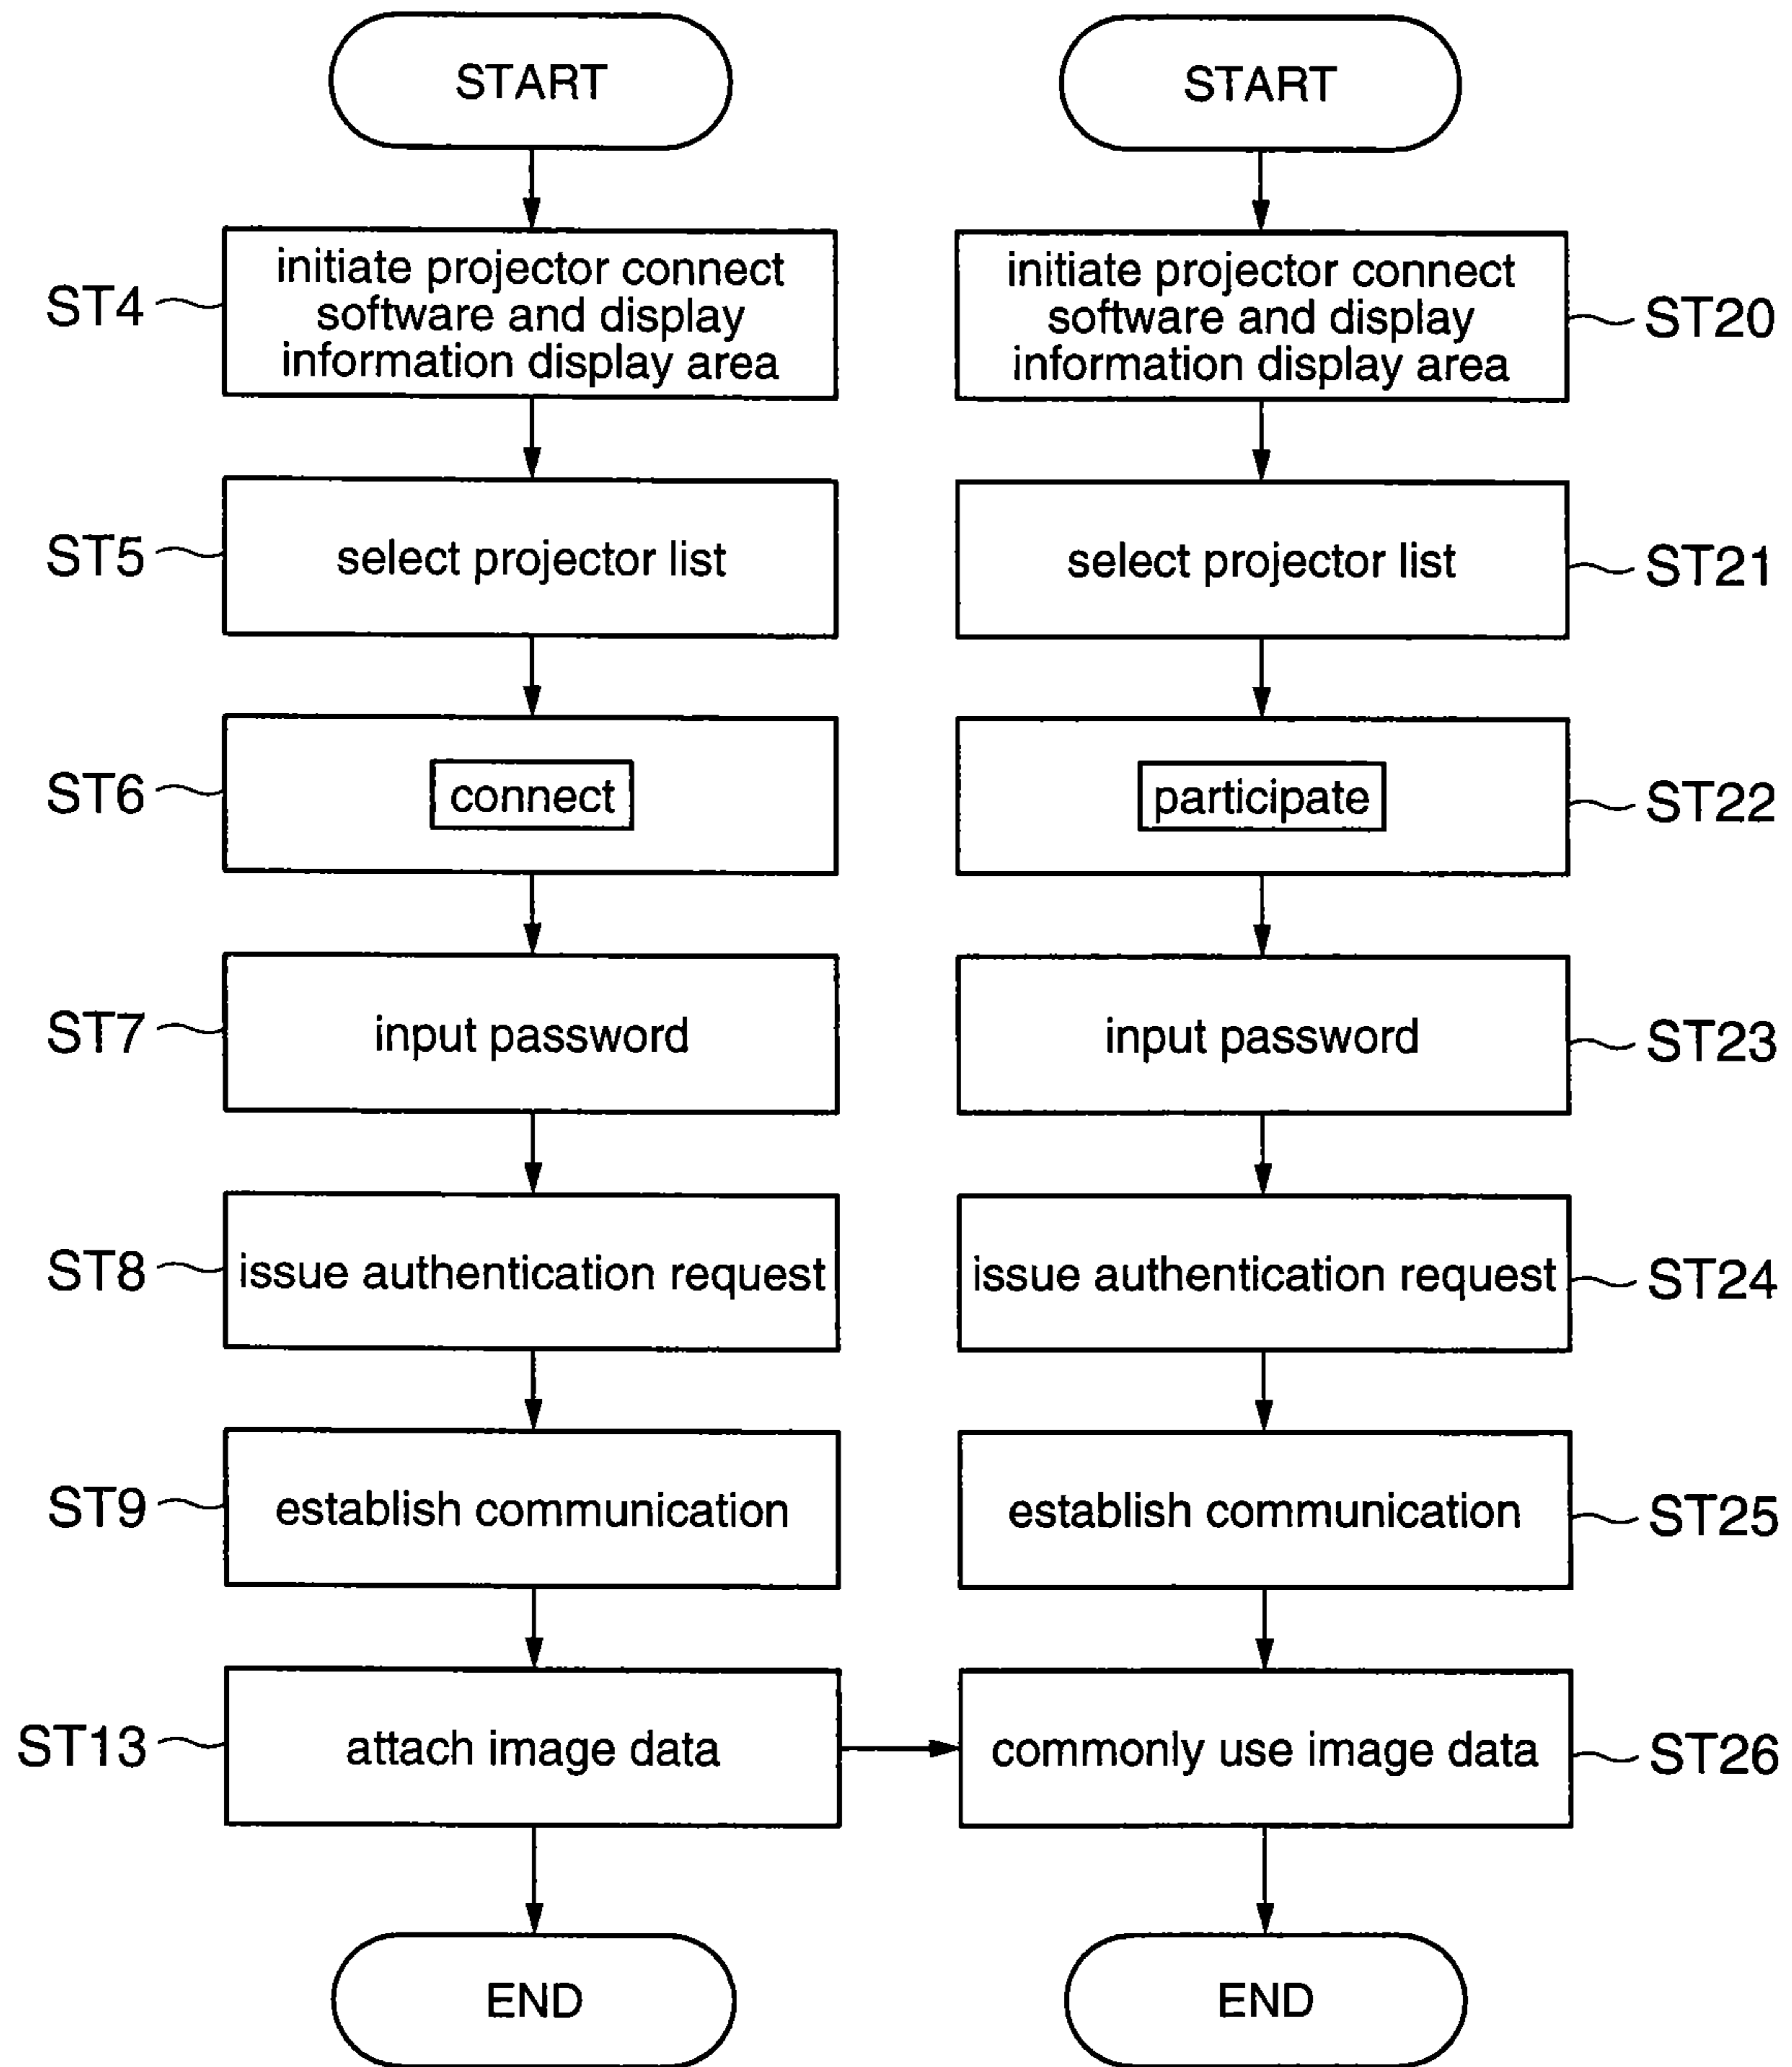 START
ST4
initiate projector connect
software and display
information display area
ST5
select projector list
ST6
connect
ST7
input password
ST8
issue authentication request
ST9
establish communication
ST13
attach image data
END
START
initiate projector connect
software and display
information display area
ST20
select projector list
ST21
participate
ST22
input password
ST23
issue authentication request
ST24
establish communication
ST25
commonly use image data
ST26
END